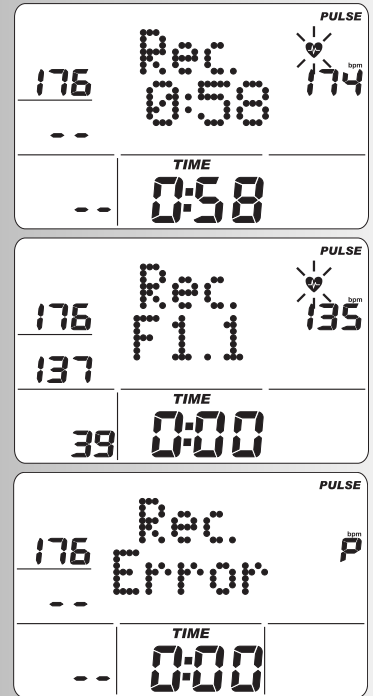 PULSE
Rec.
bpm
176 0:58 174
- -
TIME
- - 0:58
PULSE
Rec.
bpm
176 F1.1 135
137
TIME
39 0:00
PULSE
Rec.
bpm
176 Error P
- -
TIME
- - 0:00